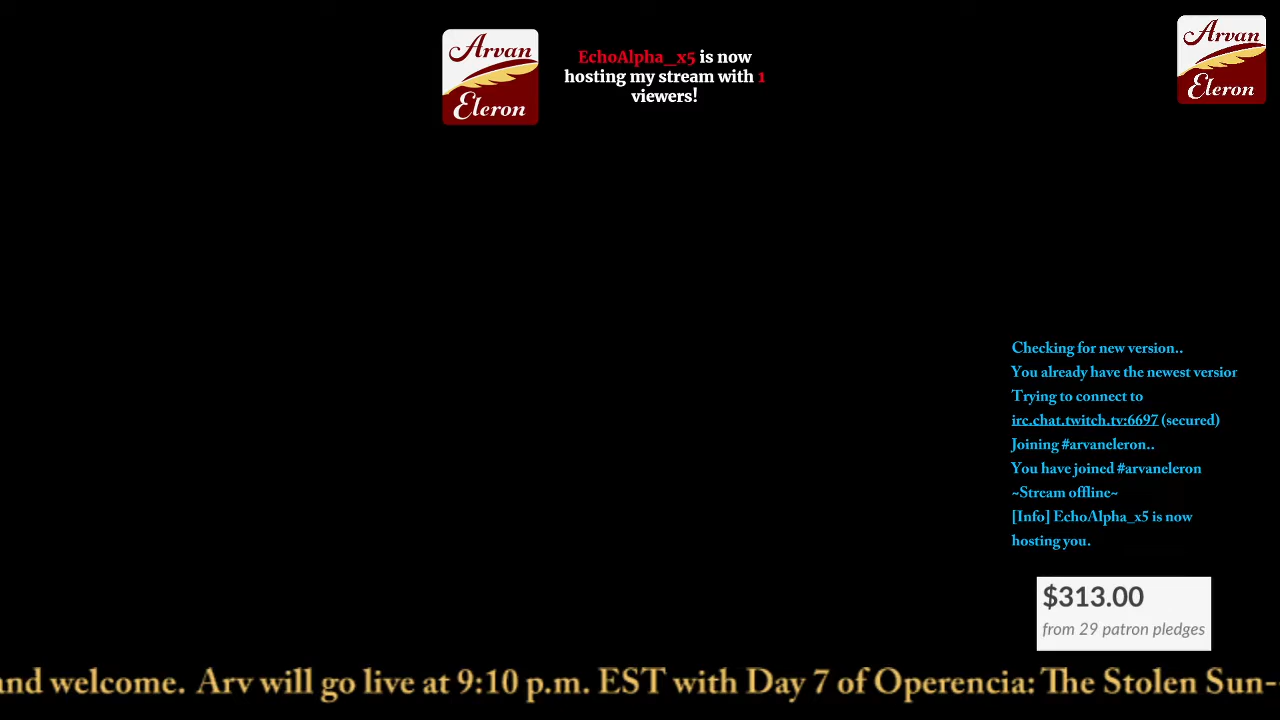 Arvan
Eleron
EchoAlpha_x5 is now
hosting my stream with 1
viewers!
Arvan
Eleron
Checking for new version..
You already have the newest version
Trying to connect to
irc.chat.twitch.tv:6697 (secured)
Joining #arvaneleron..
You have joined #arvaneleron
~Stream offline~
[Info] EchoAlpha_x5 is now
hosting you.
$313.00
from 29 patron pledges
and welcome. Arv will go live at 9:10 p.m. EST with Day 7 of Operencia: The Stolen Sun-